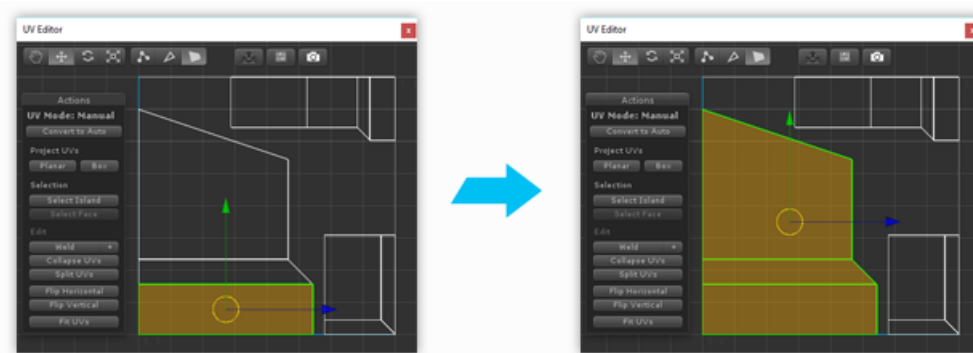 UV Editor
x
Actions
UV Mode: Manual
Convert to Auto
Project UVs
Planar Box
Selection
Select Island
Select Face
Edit
Weld +
Collapse UVs
Split UVs
Flip Horizontal
Flip Vertical
Fit UVs
UV Editor
x
Actions
UV Mode: Manual
Convert to Auto
Project UVs
Planar Box
Selection
Select Island
Select Face
Edit
Weld +
Collapse UVs
Split UVs
Flip Horizontal
Flip Vertical
Fit UVs